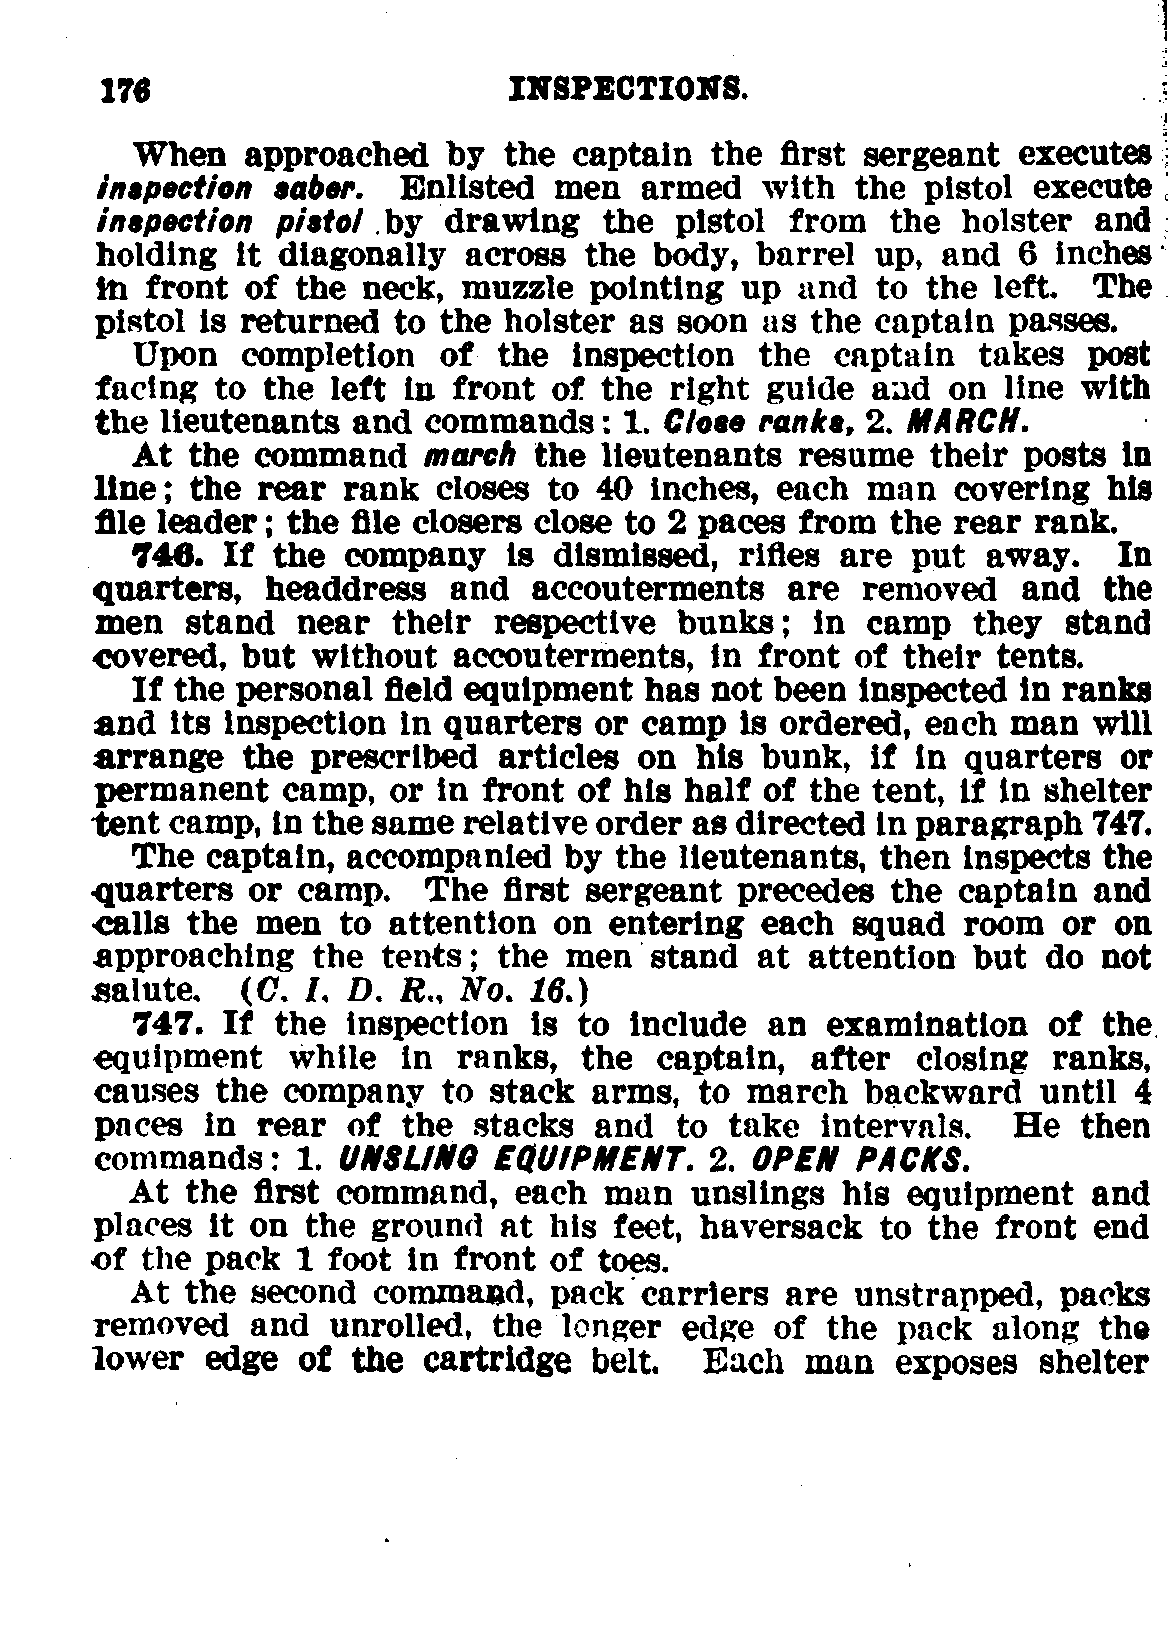 176 INSPECTIONS.
When approached by the captain the first sergeant executes
inspection saber. Enlisted men armed with the pistol execute
inspection pistol by drawing the pistol from the holster and
holding it diagonally across the body, barrel up, and 6 inches
in front of the neck, muzzle pointing up and to the left. The
pistol is returned to the holster as soon as the captain passes.
Upon completion of the inspection the captain takes post
facing to the left in front of the right guide and on line with
the lieutenants and commands: 1. Close ranks, 2. MARCH.
At the command march the lieutenants resume their posts in
line; the rear rank closes to 40 inches, each man covering his
file leader; the file closers close to 2 paces from the rear rank.
746. If the company is dismissed, rifles are put away. In
quarters, headdress and accouterments are removed and the
men stand near their respective bunks; in camp they stand
covered, but without accouterments, in front of their tents.
If the personal field equipment has not been inspected in ranks
and its inspection in quarters or camp is ordered, each man will
arrange the prescribed articles on his bunk, if in quarters or
permanent camp, or in front of his half of the tent, if in shelter
tent camp, in the same relative order as directed in paragraph 747.
The captain, accompanied by the lieutenants, then inspects the
quarters or camp. The first sergeant precedes the captain and
calls the men to attention on entering each squad room or on
approaching the tents; the men stand at attention but do not
salute. (C. I. D. R., No. 16.)
747. If the inspection is to include an examination of the
equipment while in ranks, the captain, after closing ranks,
causes the company to stack arms, to march backward until 4
paces in rear of the stacks and to take intervals. He then
commands: 1. UNSLING EQUIPMENT. 2. OPEN PACKS.
At the first command, each man unslings his equipment and
places it on the ground at his feet, haversack to the front end
of the pack 1 foot in front of toes.
At the second command, pack carriers are unstrapped, packs
removed and unrolled, the longer edge of the pack along the
lower edge of the cartridge belt. Each man exposes shelter